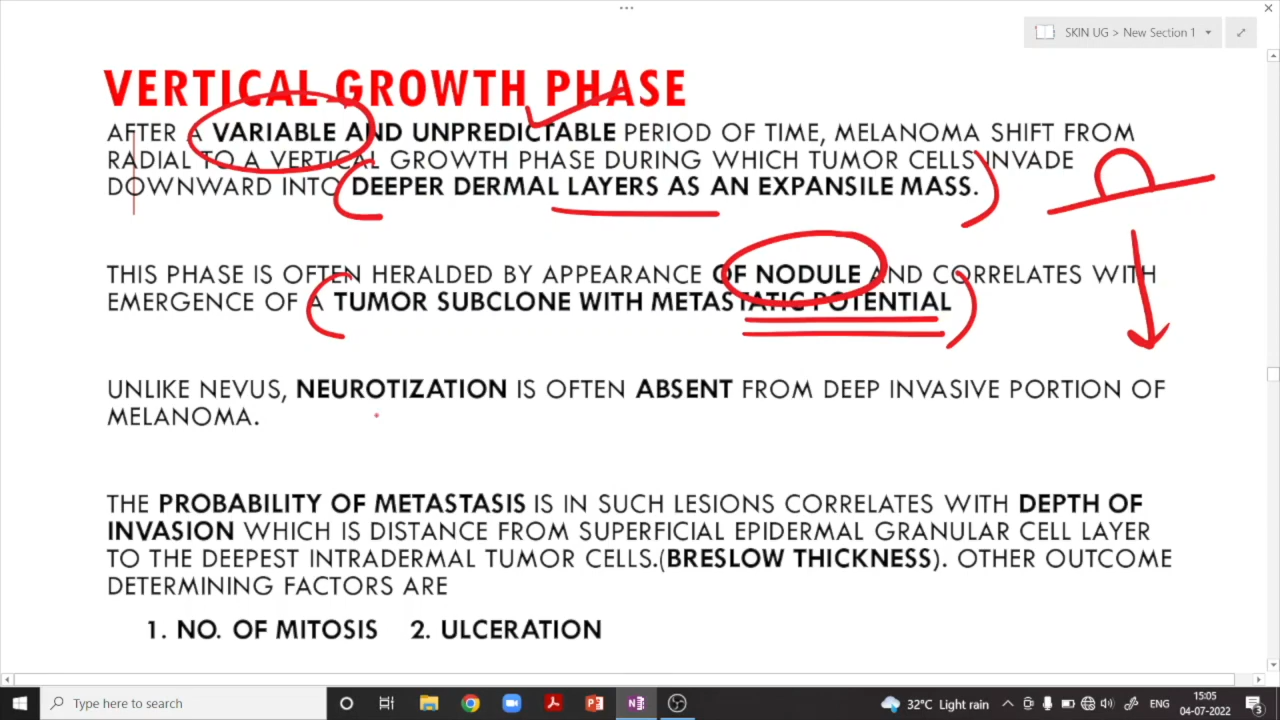 SKIN UG > New Section 1
VERTICAL GROWTH PHASE
AFTER A VARIABLE AND UNPREDICTABLE PERIOD OF TIME, MELANOMA SHIFT FROM
RADIAL TO A VERTICAL GROWTH PHASE DURING WHICH TUMOR CELLS INVADE
DOWNWARD INTO DEEPER DERMAL LAYERS AS AN EXPANSILE MASS.
THIS PHASE IS OFTEN HERALDED BY APPEARANCE OF NODULE AND CORRELATES WITH
EMERGENCE OF A TUMOR SUBCLONE WITH METASTATIC POTENTIAL
UNLIKE NEVUS, NEUROTIZATION IS OFTEN ABSENT FROM DEEP INVASIVE PORTION OF
MELANOMA.
THE PROBABILITY OF METASTASIS IS IN SUCH LESIONS CORRELATES WITH DEPTH OF
INVASION WHICH IS DISTANCE FROM SUPERFICIAL EPIDERMAL GRANULAR CELL LAYER
TO THE DEEPEST INTRADERMAL TUMOR CELLS.(BRESLOW THICKNESS). OTHER OUTCOME
DETERMINING FACTORS ARE
1. NO. OF MITOSIS 2. ULCERATION
Type here to search
32°C Light rain
ENG
15:05
04-07-2022
3